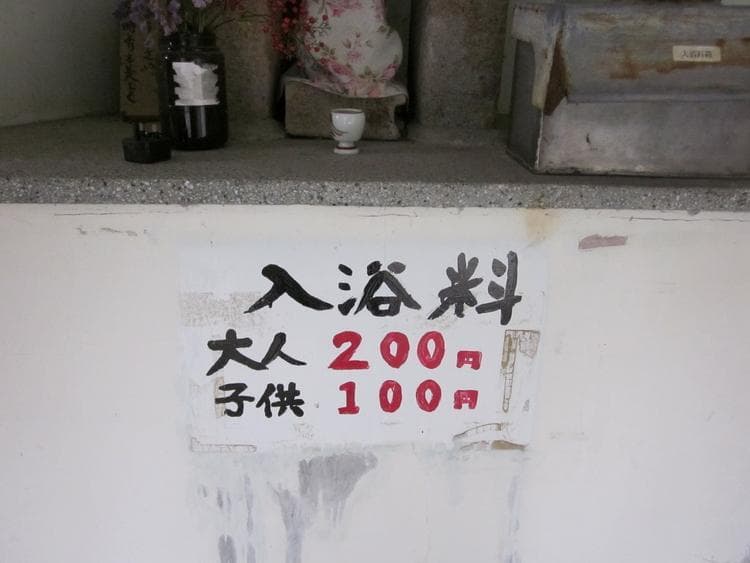 入浴料
大人 200円
子供 100円